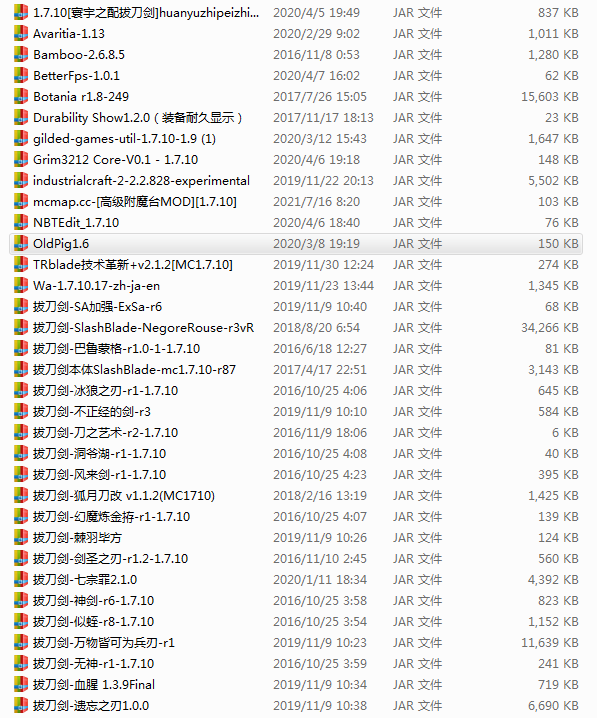 1.7.10[寰宇之配拔刀剑]huanyuzhipeizhi... 2020/4/5 19:49 JAR 文件 837 KB
Avaritia-1.13 2020/2/29 9:02 JAR 文件 1,011 KB
Bamboo-2.6.8.5 2016/11/8 0:53 JAR 文件 1,280 KB
BetterFps-1.0.1 2020/4/7 16:02 JAR 文件 62 KB
Botania r1.8-249 2017/7/26 15:05 JAR 文件 15,603 KB
Durability Show1.2.0（装备耐久显示） 2017/11/17 18:13 JAR 文件 23 KB
gilded-games-util-1.7.10-1.9 (1) 2020/3/12 15:43 JAR 文件 1,647 KB
Grim3212 Core-V0.1 - 1.7.10 2020/4/6 19:18 JAR 文件 148 KB
industrialcraft-2-2.2.828-experimental 2019/11/22 20:13 JAR 文件 5,502 KB
mcmap.cc-[高级附魔台MOD][1.7.10] 2021/7/16 8:20 JAR 文件 103 KB
NBTEdit_1.7.10 2020/4/6 18:40 JAR 文件 76 KB
OldPig1.6 2020/3/8 19:19 JAR 文件 150 KB
TRblade技术革新+v2.1.2[MC1.7.10] 2019/11/30 12:24 JAR 文件 274 KB
Wa-1.7.10.17-zh-ja-en 2019/11/23 13:44 JAR 文件 1,345 KB
拔刀剑-SA加强-ExSa-r6 2019/11/9 10:40 JAR 文件 68 KB
拔刀剑-SlashBlade-NegoreRouse-r3vR 2018/8/20 6:54 JAR 文件 34,266 KB
拔刀剑-巴鲁蒙格-r1.0-1-1.7.10 2016/6/18 12:27 JAR 文件 81 KB
拔刀剑本体SlashBlade-mc1.7.10-r87 2017/4/17 22:51 JAR 文件 3,143 KB
拔刀剑-冰狼之刃-r1-1.7.10 2016/10/25 4:06 JAR 文件 645 KB
拔刀剑-不正经的剑-r3 2019/11/9 10:10 JAR 文件 584 KB
拔刀剑-刀之艺术-r2-1.7.10 2016/11/9 18:06 JAR 文件 6 KB
拔刀剑-洞爷湖-r1-1.7.10 2016/10/25 4:08 JAR 文件 40 KB
拔刀剑-风来剑-r1-1.7.10 2016/10/25 4:23 JAR 文件 395 KB
拔刀剑-狐月刀改 v1.1.2(MC1710) 2018/2/16 13:19 JAR 文件 1,425 KB
拔刀剑-幻魔炼金-r1-1.7.10 2016/10/25 4:07 JAR 文件 139 KB
拔刀剑-棘羽毕方 2019/11/9 10:26 JAR 文件 124 KB
拔刀剑-剑圣之刃-r1.2-1.7.10 2016/11/10 2:45 JAR 文件 560 KB
拔刀剑-七宗罪2.1.0 2020/1/11 18:34 JAR 文件 4,392 KB
拔刀剑-神剑-r6-1.7.10 2016/10/25 3:58 JAR 文件 823 KB
拔刀剑-似蛭-r8-1.7.10 2016/10/25 3:54 JAR 文件 1,152 KB
拔刀剑-万物皆可为兵刃-r1 2019/11/9 10:23 JAR 文件 11,639 KB
拔刀剑-无神-r1-1.7.10 2016/10/25 3:59 JAR 文件 241 KB
拔刀剑-血腥 1.3.9Final 2019/11/9 10:34 JAR 文件 719 KB
拔刀剑-遗忘之刃1.0.0 2019/11/9 10:38 JAR 文件 6,690 KB